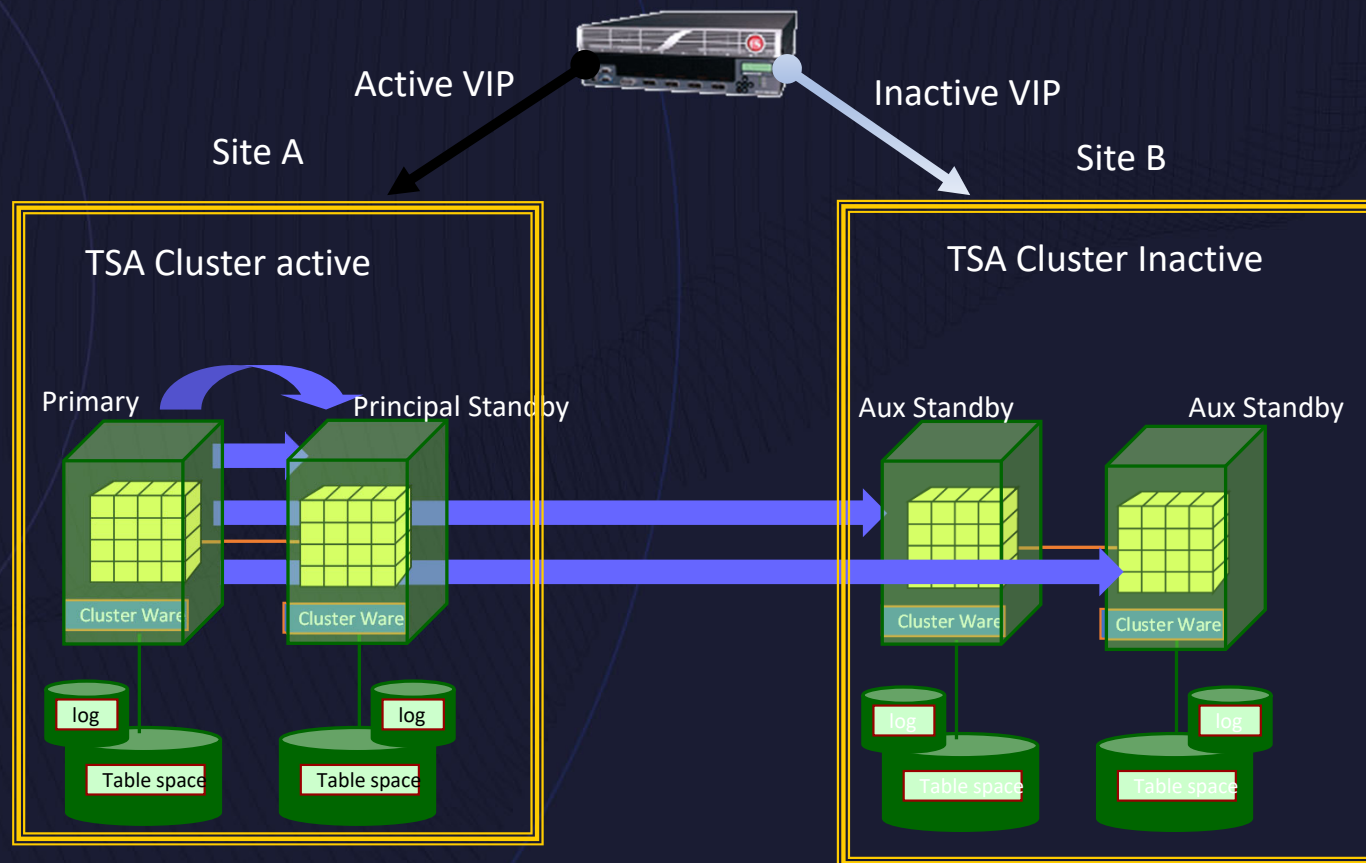 Active VIP
Inactive VIP
Site A
Site B
TSA Cluster active
TSA Cluster Inactive
Primary
Principal Standby
Aux Standby
Aux Standby
Cluster Ware
Cluster Ware
Cluster Ware
Cluster Ware
log
log
log
log
Table space
Table space
Table space
Table space